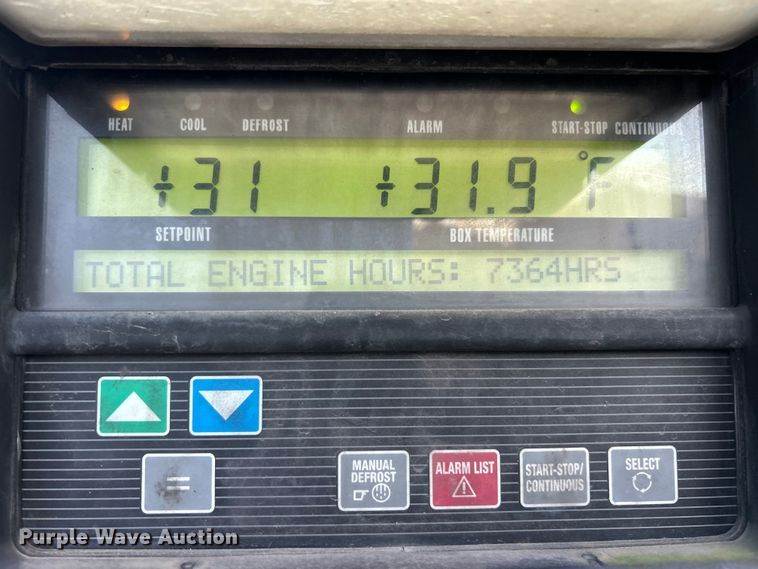 HEAT COOL DEFROST ALARM START-STOP CONTINUOUS
+31 +31.9 °F
SETPOINT BOX TEMPERATURE
TOTAL ENGINE HOURS: 7364HRS
=
MANUAL DEFROST
ALARM LIST
START-STOP/
CONTINUOUS
SELECT
Purple Wave Auction